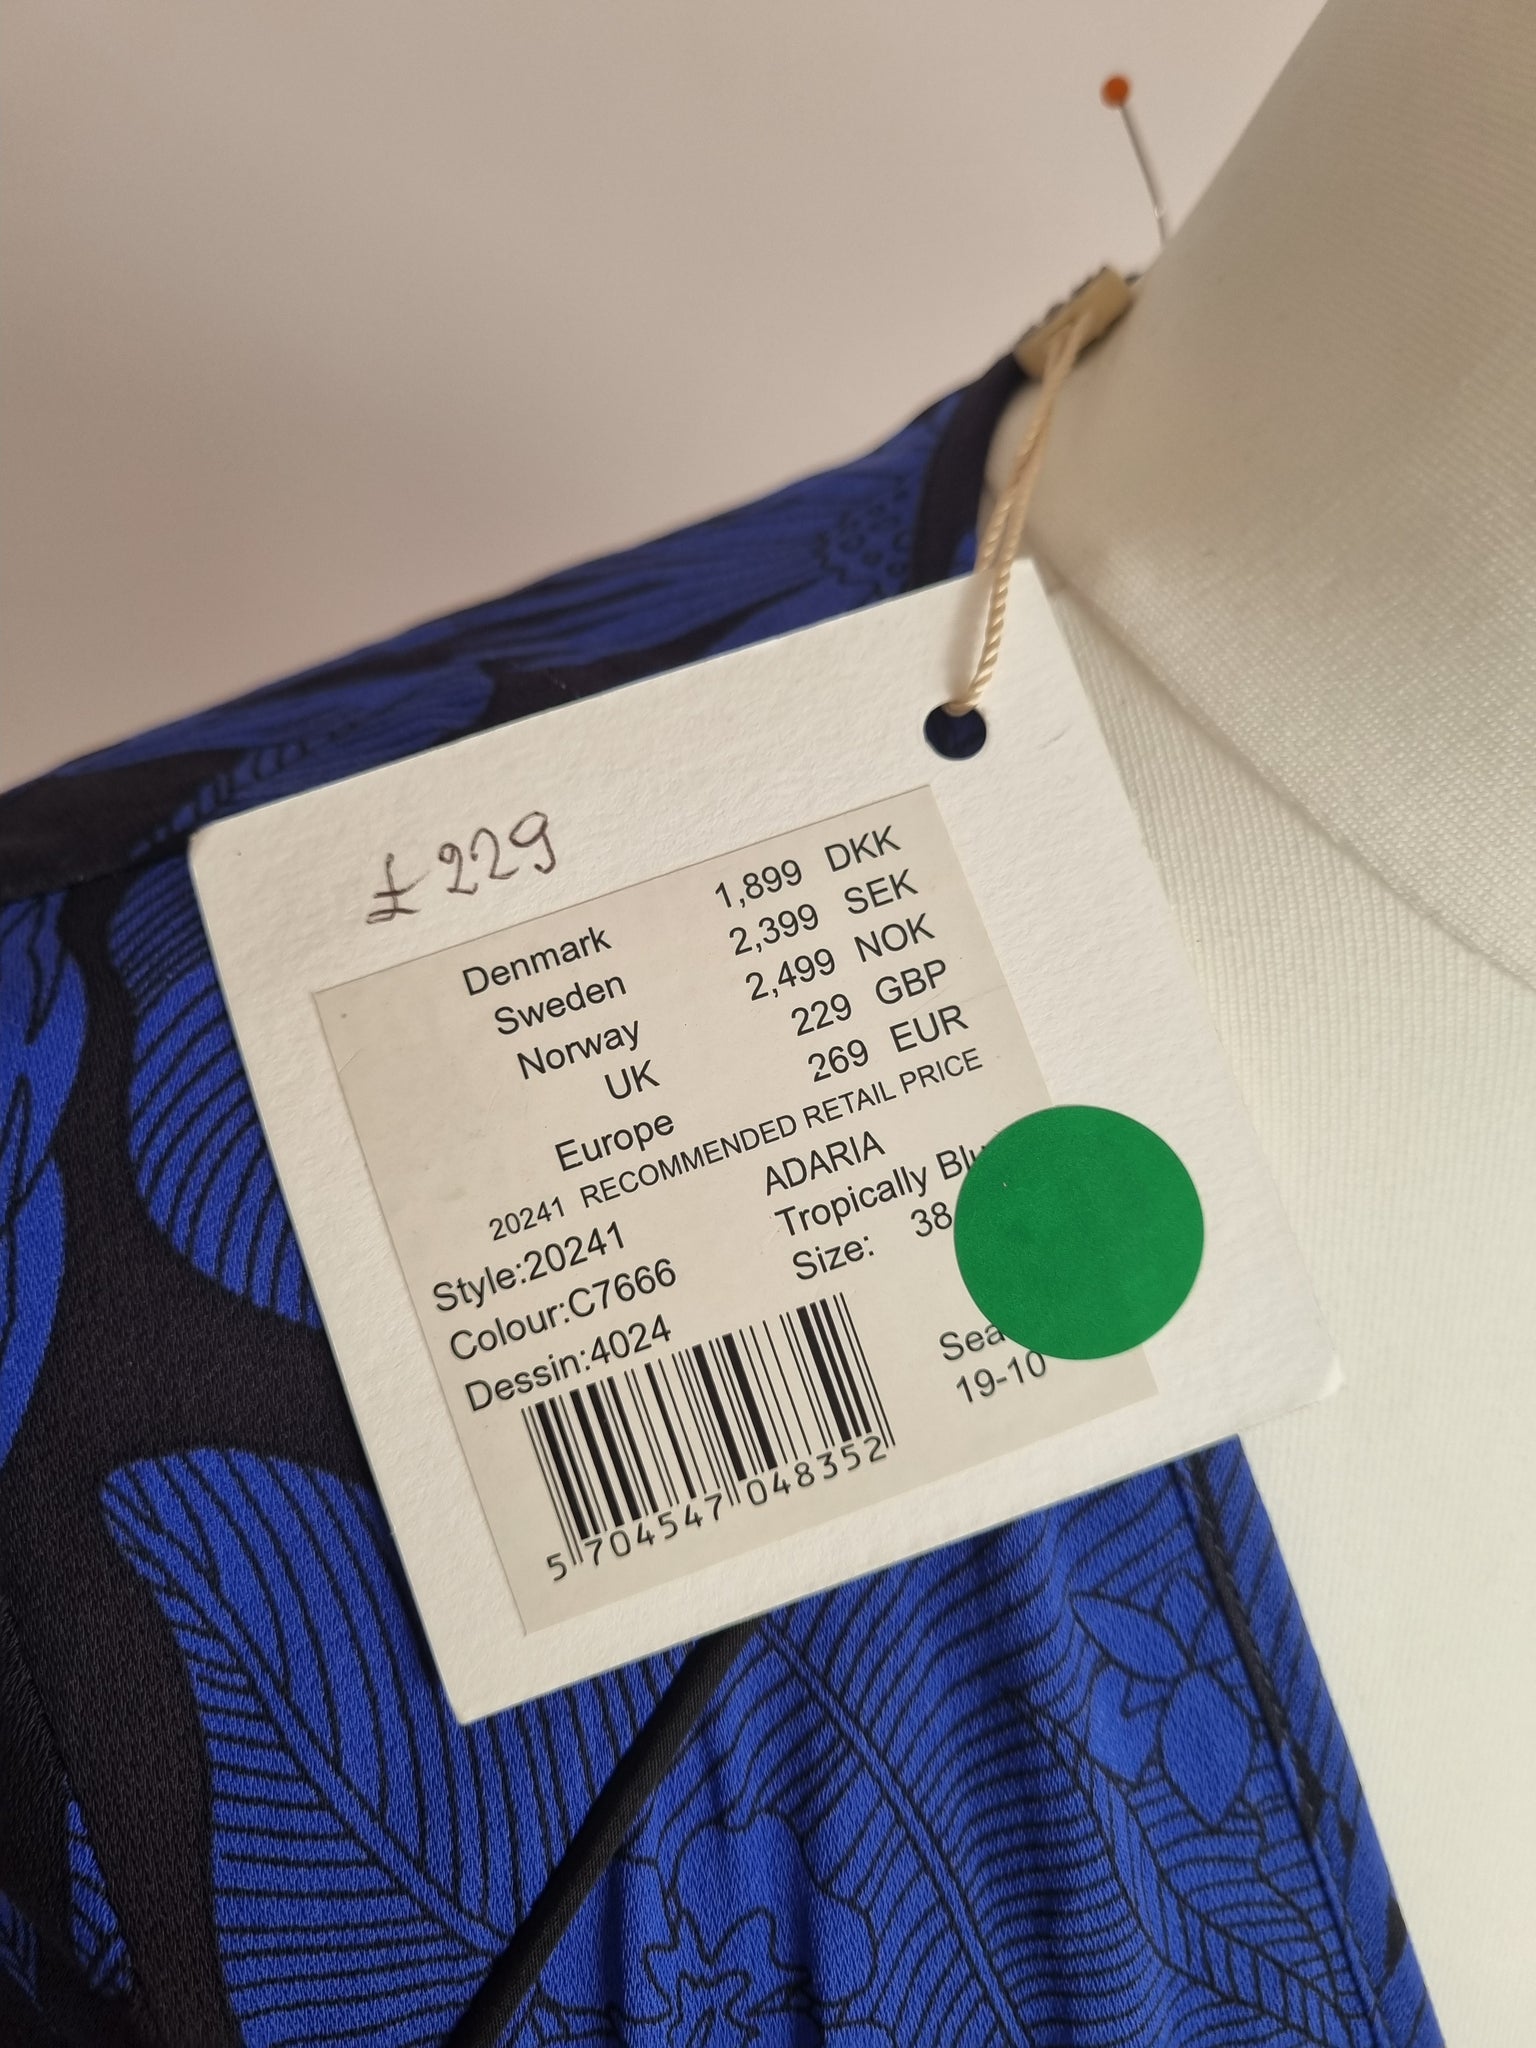 £229
Denmark 1,899 DKK
Sweden 2,399 SEK
Norway 2,499 NOK
UK 229 GBP
Europe 269 EUR
20241 RECOMMENDED RETAIL PRICE
Style:20241 ADARIA
Colour:C7666 Tropically
Dessin:4024 Size: 38
19-10
5 704547 048352